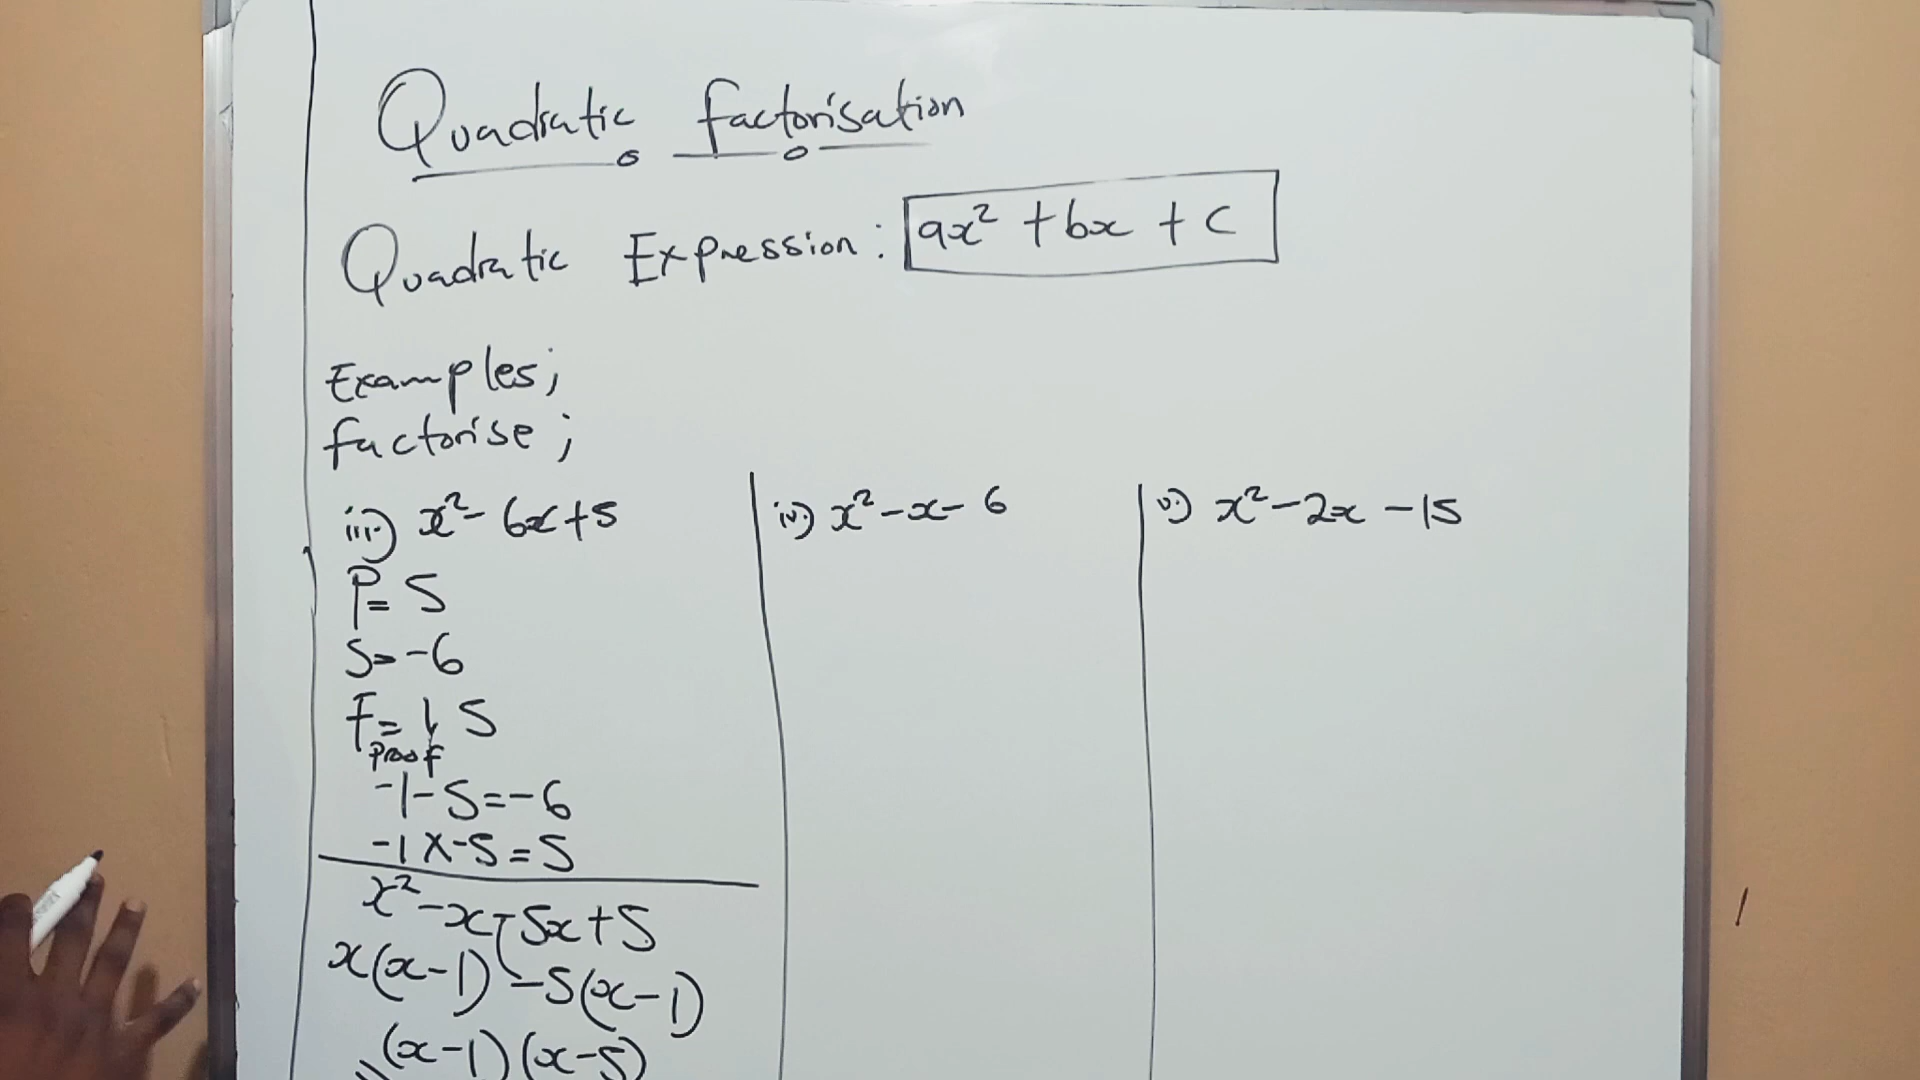 Quadratic factorisation
Quadratic Expression: ax² + bx + c
Examples;
factorise;
iii) x² - 6x + 5
P = 5
S = -6
F = 1, 5
proof
-1 - 5 = -6
-1 x -5 = 5
x² - x - 5x + 5
x(x - 1) - 5(x - 1)
(x - 1)(x - 5)
iv) x² - x - 6
v) x² - 2x - 15